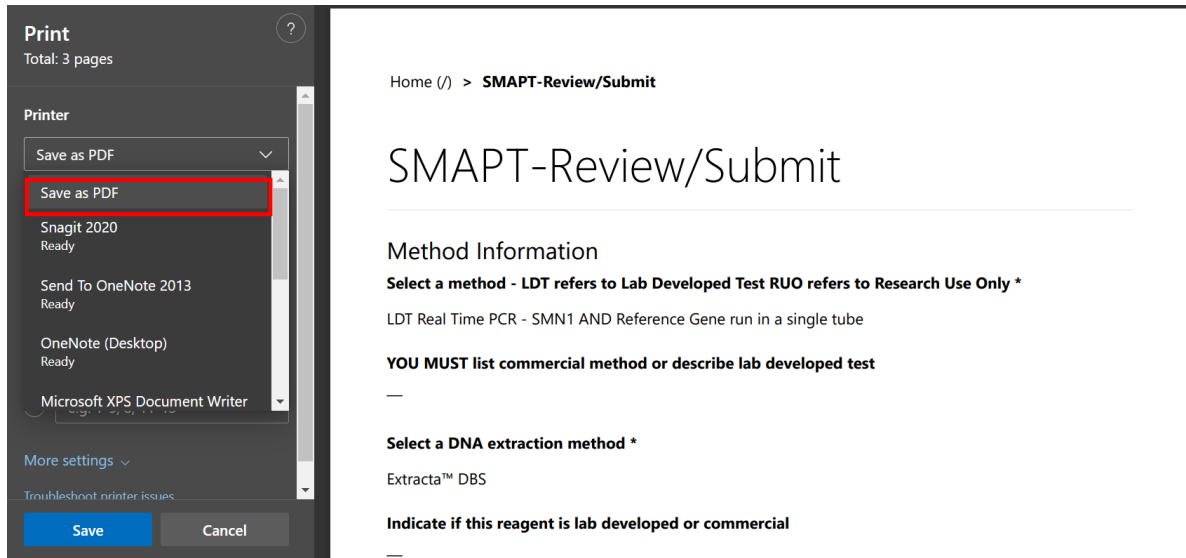 Print
?
Total: 3 pages
Printer
Save as PDF
Save as PDF
Snagit 2020
Ready
Send To OneNote 2013
Ready
OneNote (Desktop)
Ready
Microsoft XPS Document Writer
More settings
Troubleshoot printer issues
Save Cancel
Home (/) > SMAPT-Review/Submit
SMAPT-Review/Submit
Method Information
Select a method - LDT refers to Lab Developed Test RUO refers to Research Use Only *
LDT Real Time PCR - SMN1 AND Reference Gene run in a single tube
YOU MUST list commercial method or describe lab developed test
—
Select a DNA extraction method *
Extracta™ DBS
Indicate if this reagent is lab developed or commercial
—